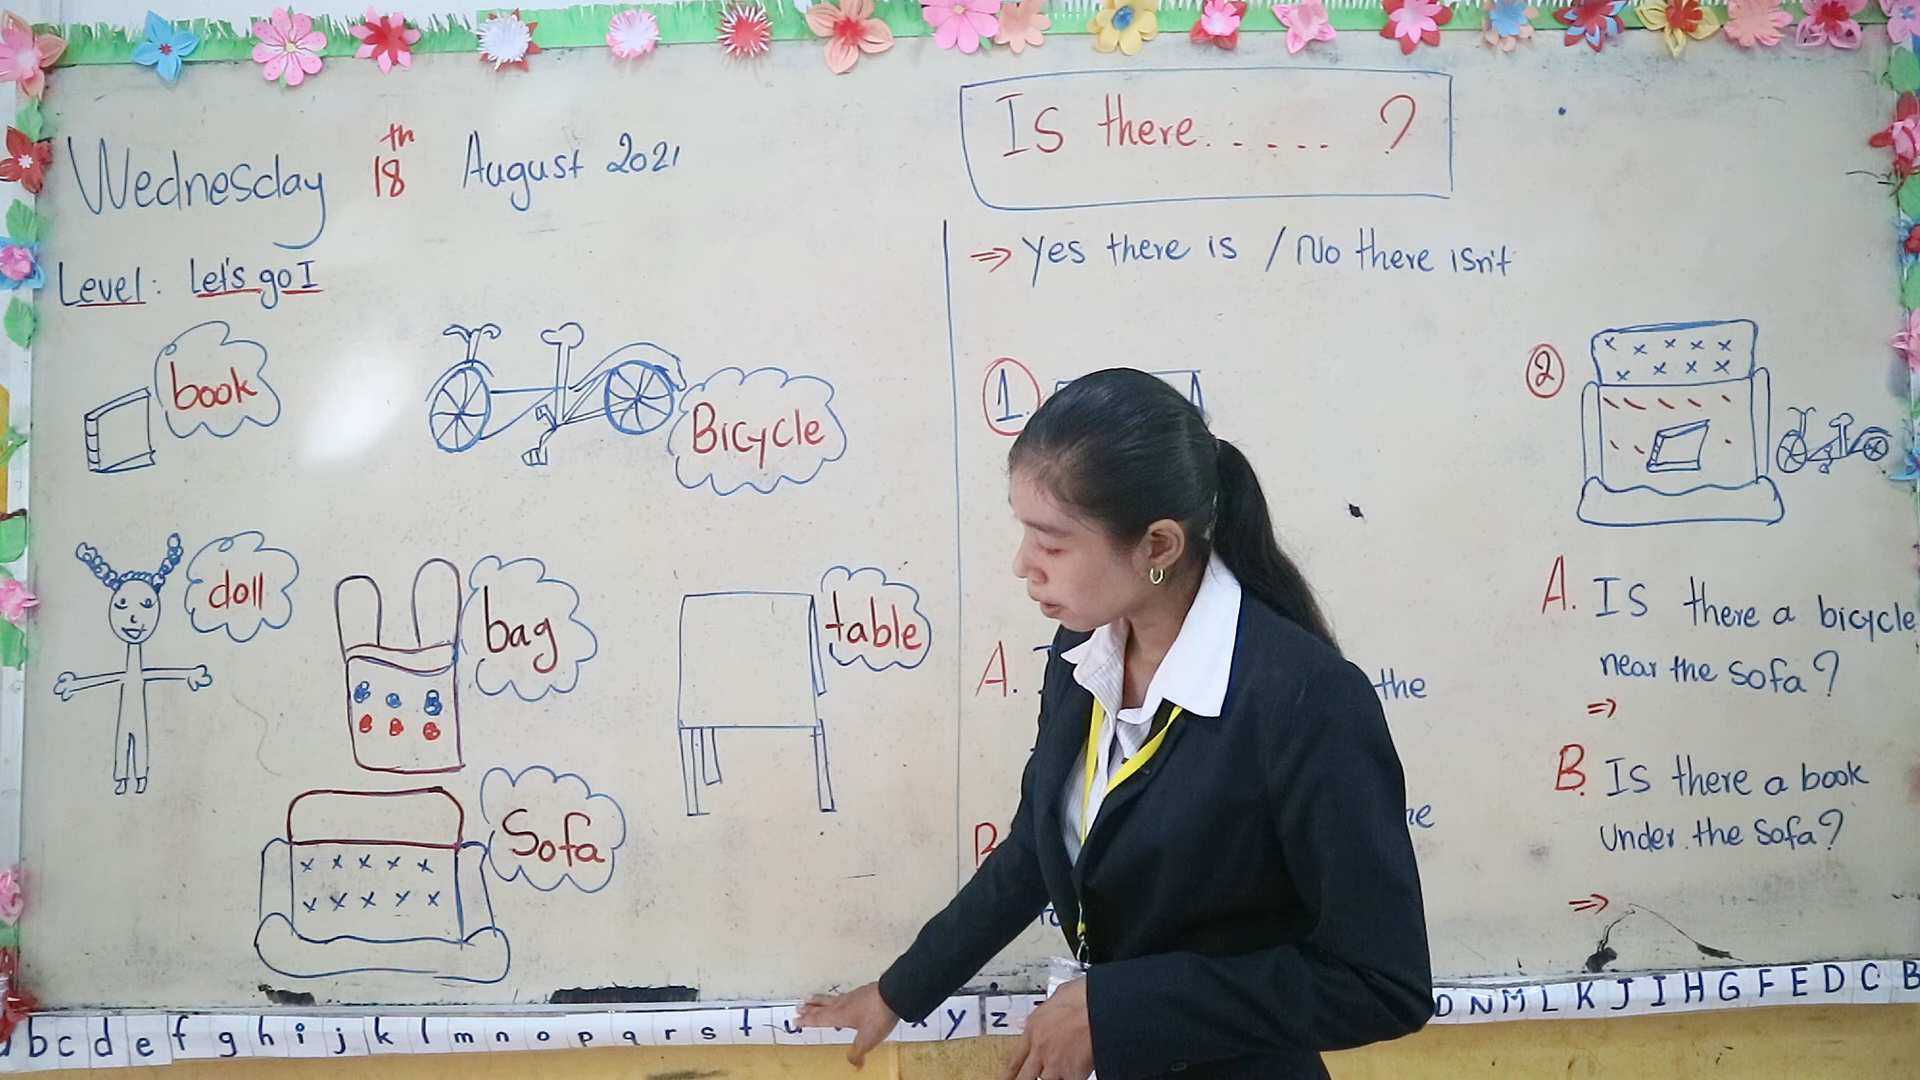 Wednesday 18th August 2021
Level: Let's go I
book
Bicycle
doll
bag
table
Sofa
Is there. . . . . . ?
⇒ Yes there is / No there isn't
1.
A.
the
B
2
A. Is there a bicycle
near the sofa?
⇒
B. Is there a book
under the sofa?
⇒
b c d e f g h i j k l m n o p q r s t u x y z
D N M L K J I H G F E D C B